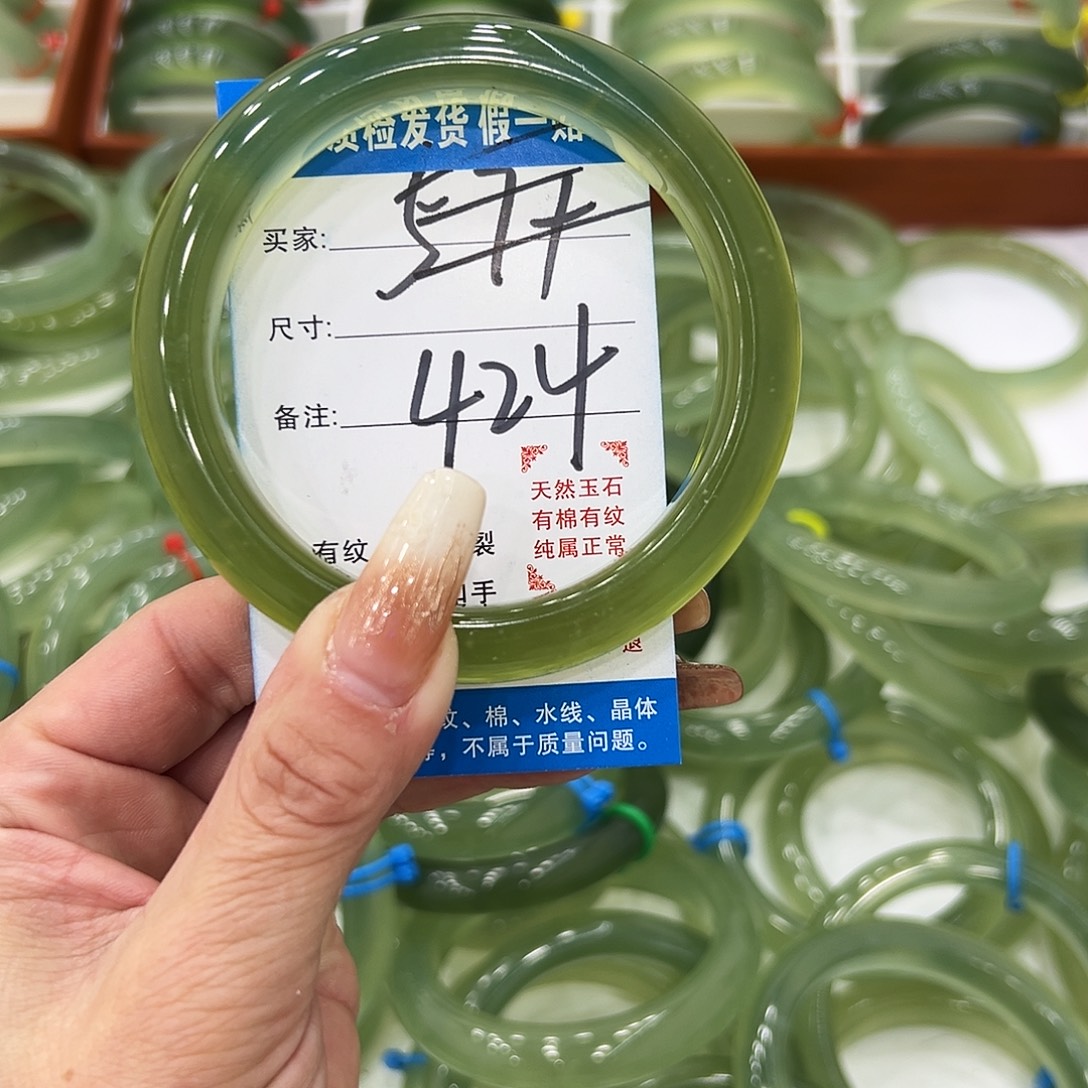 质检发货 假一赔
买家:
尺寸:
424
备注:
天然玉石
有棉有纹
纯属正常
有纹 裂
手
退
纹、棉、水线、晶体
等,不属于质量问题。